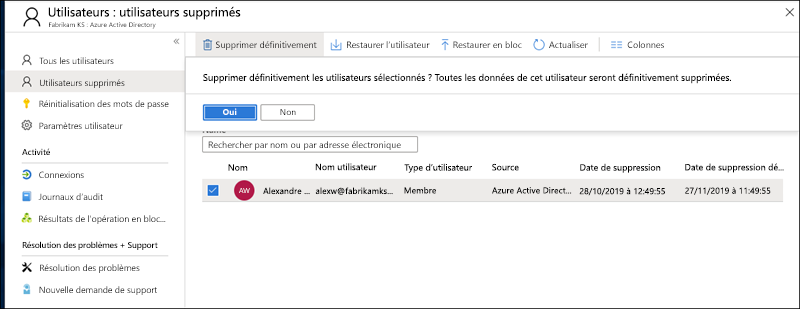 Utilisateurs : utilisateurs supprimés
Fabrikam KS : Azure Active Directory
Tous les utilisateurs
Utilisateurs supprimés
Réinitialisation des mots de passe
Paramètres utilisateur
Activité
Connexions
Journaux d'audit
Résultats de l'opération en bloc...
Résolution des problèmes + Support
Résolution des problèmes
Nouvelle demande de support
Supprimer définitivement Restaurer l'utilisateur Restaurer en bloc Actualiser Colonnes
Supprimer définitivement les utilisateurs sélectionnés ? Toutes les données de cet utilisateur seront définitivement supprimées.
Oui Non
Name
Rechercher par nom ou par adresse électronique
Nom Nom utilisateur Type d'utilisateur Source Date de suppression Date de suppression dé...
AW Alexandre ... alexw@fabrikamks... Membre Azure Active Direct... 28/10/2019 à 12:49:55 27/11/2019 à 11:49:55